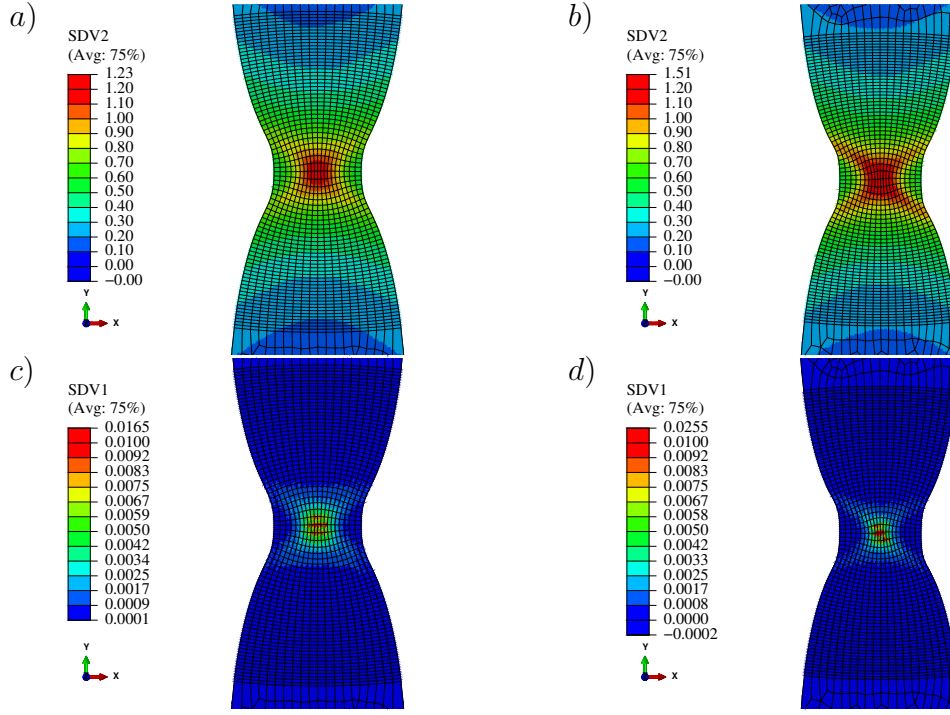 a)
SDV2
(Avg: 75%)
1.23
1.20
1.10
1.00
0.90
0.80
0.70
0.60
0.50
0.40
0.30
0.20
0.10
0.00
−0.00
Y
X
b)
SDV2
(Avg: 75%)
1.51
1.20
1.10
1.00
0.90
0.80
0.70
0.60
0.50
0.40
0.30
0.20
0.10
0.00
−0.00
Y
X
c)
SDV1
(Avg: 75%)
0.0165
0.0100
0.0092
0.0083
0.0075
0.0067
0.0059
0.0050
0.0042
0.0034
0.0025
0.0017
0.0009
0.0001
Y
X
d)
SDV1
(Avg: 75%)
0.0255
0.0100
0.0092
0.0083
0.0075
0.0067
0.0058
0.0050
0.0042
0.0033
0.0025
0.0017
0.0008
0.0000
−0.0002
Y
X